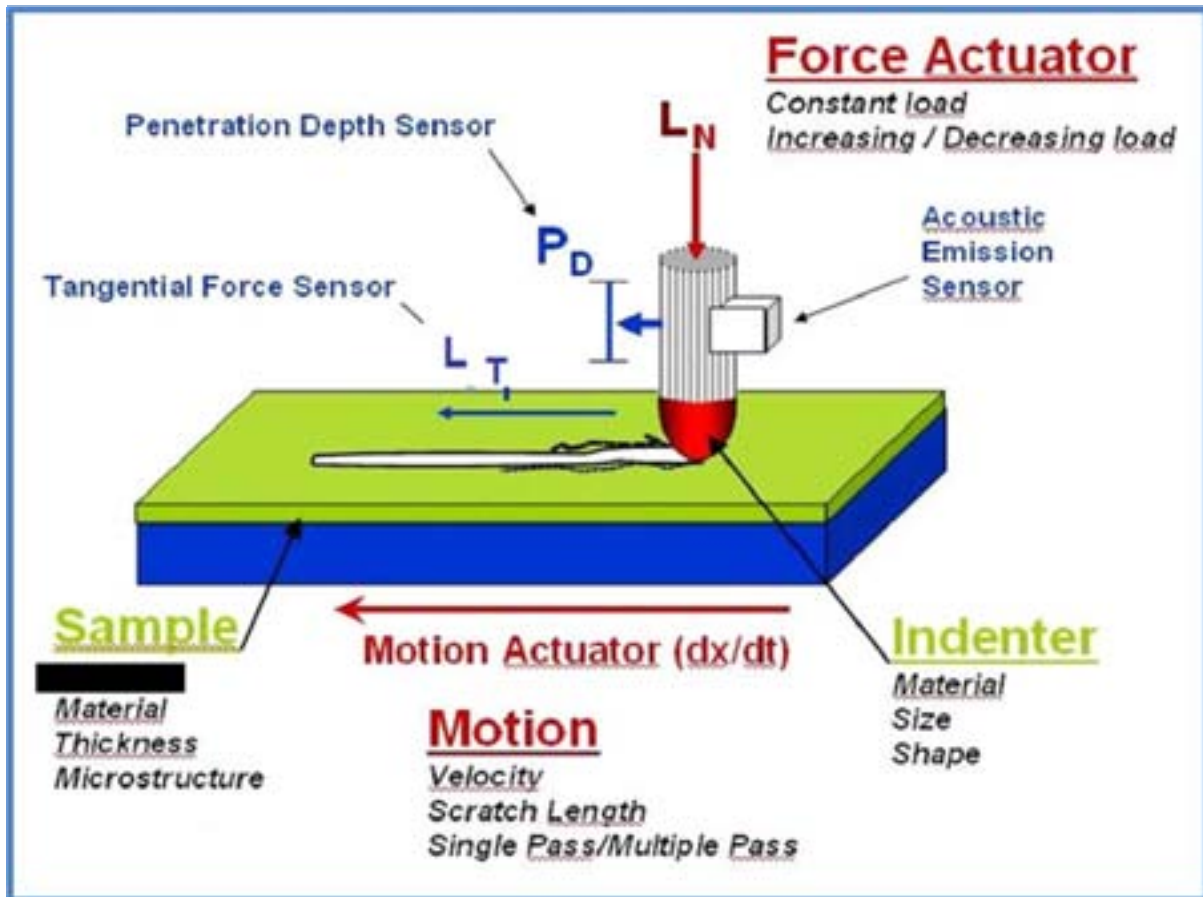 Force Actuator
Constant load
Increasing / Decreasing load
Penetration Depth Sensor
LN
PD
Acoustic
Emission
Sensor
Tangential Force Sensor
L T
Sample
Material
Thickness
Microstructure
Motion Actuator (dx/dt)
Motion
Velocity
Scratch Length
Single Pass/Multiple Pass
Indenter
Material
Size
Shape